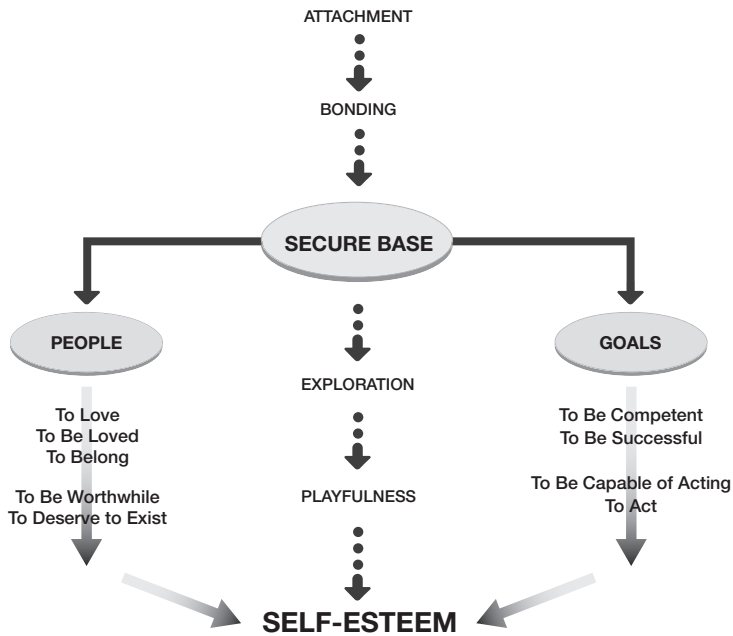 ATTACHMENT
BONDING
SECURE BASE
PEOPLE
GOALS
To Love
To Be Loved
To Belong
To Be Worthwhile
To Deserve to Exist
EXPLORATION
PLAYFULNESS
To Be Competent
To Be Successful
To Be Capable of Acting
To Act
SELF-ESTEEM